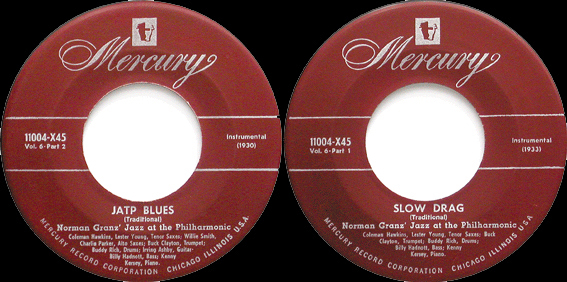 Mercury
11004-X45
Vol. 6 · Part 2
Instrumental
(1930)
JATP BLUES
(Traditional)
Norman Granz' Jazz at the Philharmonic
Coleman Hawkins, Lester Young, Tenor Saxes; Willie Smith,
Charlie Parker, Alto Saxes; Buck Clayton, Trumpet;
Buddy Rich, Drums; Irving Ashby, Guitar-
Billy Hadnott, Bass; Kenny
Kersey, Piano.
MERCURY RECORD CORPORATION CHICAGO ILLINOIS U.S.A.
Mercury
11004-X45
Vol. 6 · Part 1
Instrumental
(1933)
SLOW DRAG
(Traditional)
Norman Granz' Jazz at the Philharmonic
Coleman Hawkins, Lester Young, Tenor Saxes; Buck
Clayton, Trumpet; Buddy Rich, Drums;
Billy Hadnott, Bass; Kenny
Kersey, Piano.
MERCURY RECORD CORPORATION CHICAGO ILLINOIS U.S.A.